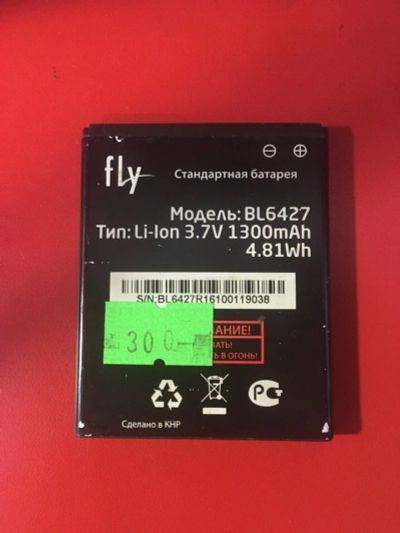 fly
Стандартная батарея
Модель: BL6427
Тип: Li-Ion 3.7V 1300mAh
4.81Wh
S/N:BL6427R16100119038
300-
АНИЕ!
ВАТЬ!
Ь В ОГОНЬ!
Сделано в КНР